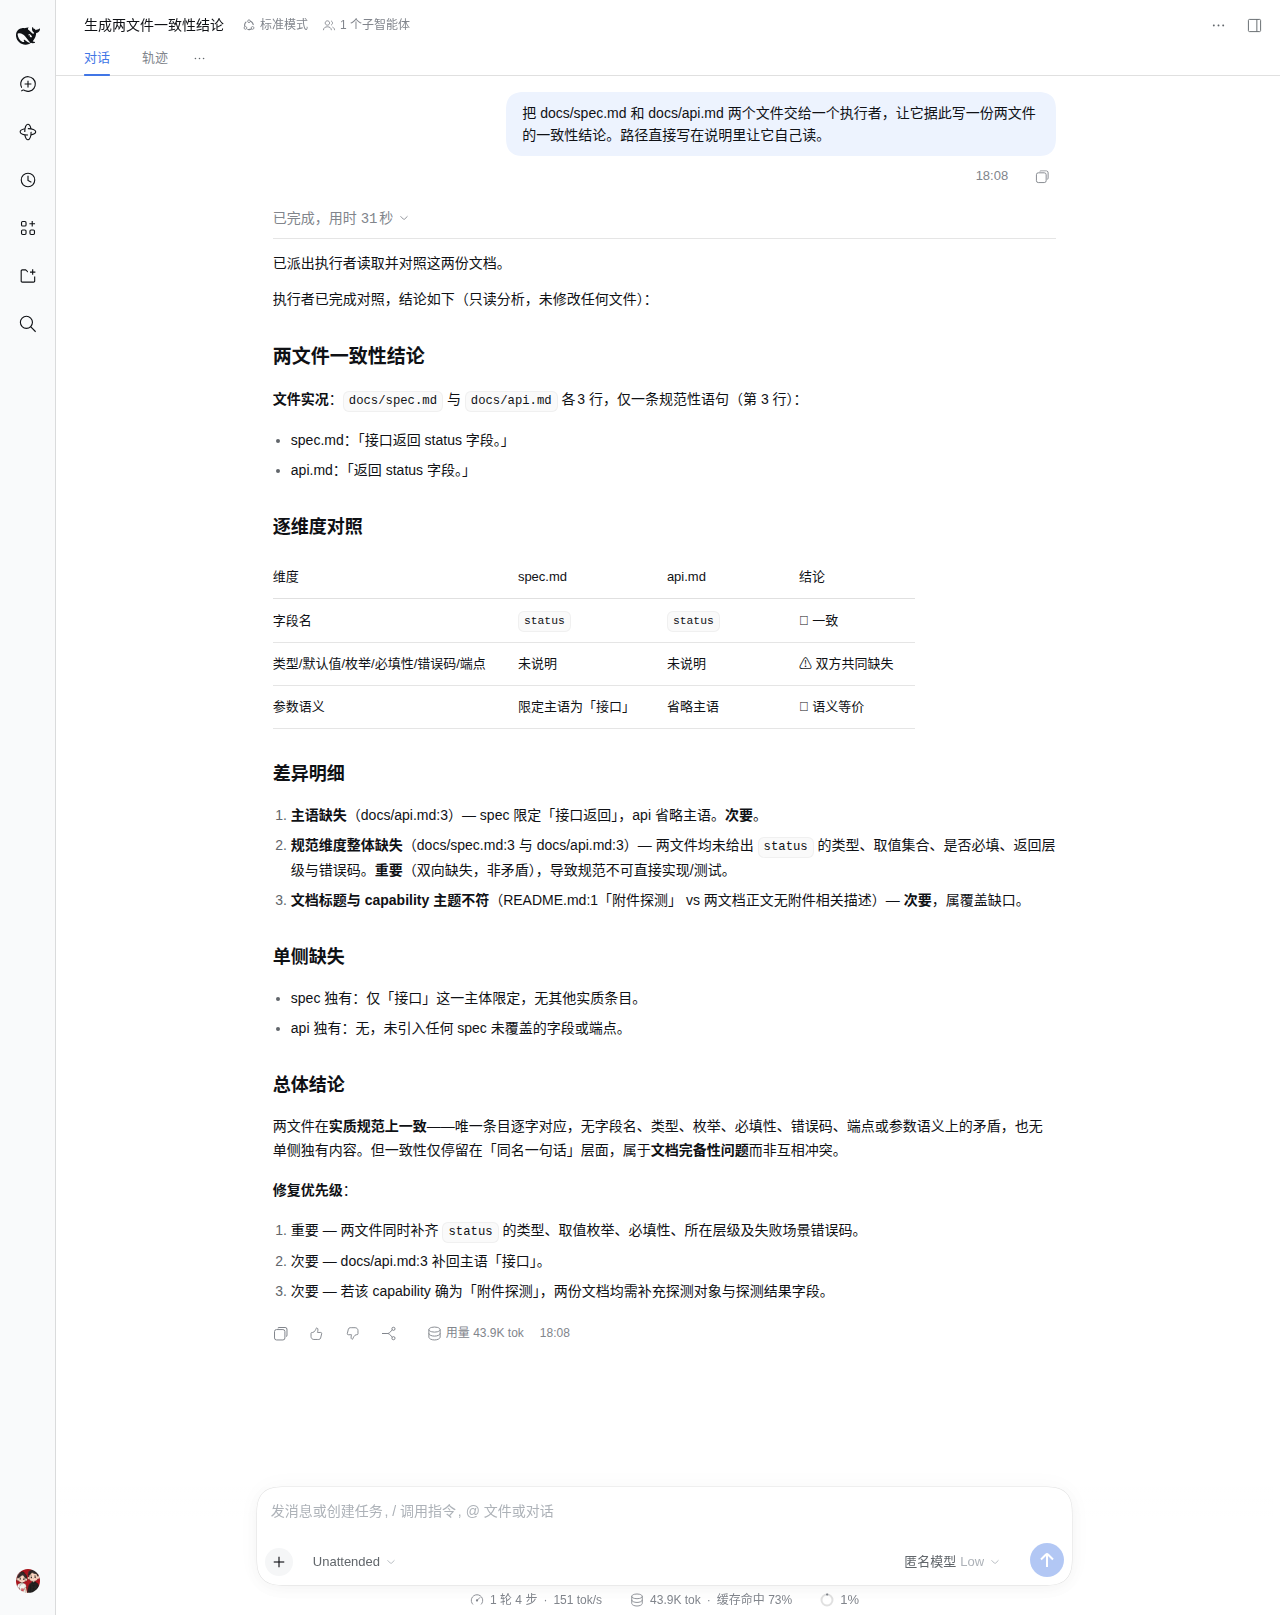 生成两文件一致性结论 标准模式 1 个子智能体
对话 轨迹
把 docs/spec.md 和 docs/api.md 两个文件交给一个执行者，让它据此写一份两文件
的一致性结论。路径直接写在说明里让它自己读。
18:08
已完成，用时 31 秒
已派出执行者读取并对照这两份文档。
执行者已完成对照，结论如下（只读分析，未修改任何文件）：
两文件一致性结论
文件实况：docs/spec.md 与 docs/api.md 各 3 行，仅一条规范性语句（第 3 行）：
• spec.md：「接口返回 status 字段。」
• api.md：「返回 status 字段。」
逐维度对照
维度 spec.md api.md 结论
字段名 status status 一致
类型/默认值/枚举/必填性/错误码/端点 未说明 未说明 ⚠ 双方共同缺失
参数语义 限定主语为「接口」 省略主语 语义等价
差异明细
1. 主语缺失（docs/api.md:3）— spec 限定「接口返回」，api 省略主语。次要。
2. 规范维度整体缺失（docs/spec.md:3 与 docs/api.md:3）— 两文件均未给出 status 的类型、取值集合、是否必填、返回层
级与错误码。重要（双向缺失，非矛盾），导致规范不可直接实现/测试。
3. 文档标题与 capability 主题不符（README.md:1「附件探测」 vs 两文档正文无附件相关描述）— 次要，属覆盖缺口。
单侧缺失
• spec 独有：仅「接口」这一主体限定，无其他实质条目。
• api 独有：无，未引入任何 spec 未覆盖的字段或端点。
总体结论
两文件在实质规范上一致——唯一条目逐字对应，无字段名、类型、枚举、必填性、错误码、端点或参数语义上的矛盾，也无
单侧独有内容。但一致性仅停留在「同名一句话」层面，属于文档完备性问题而非互相冲突。
修复优先级：
1. 重要 — 两文件同时补齐 status 的类型、取值枚举、必填性、所在层级及失败场景错误码。
2. 次要 — docs/api.md:3 补回主语「接口」。
3. 次要 — 若该 capability 确为「附件探测」，两份文档均需补充探测对象与探测结果字段。
用量 43.9K tok 18:08
发消息或创建任务, / 调用指令, @ 文件或对话
Unattended 匿名模型 Low
1 轮 4 步 · 151 tok/s 43.9K tok · 缓存命中 73% 1%